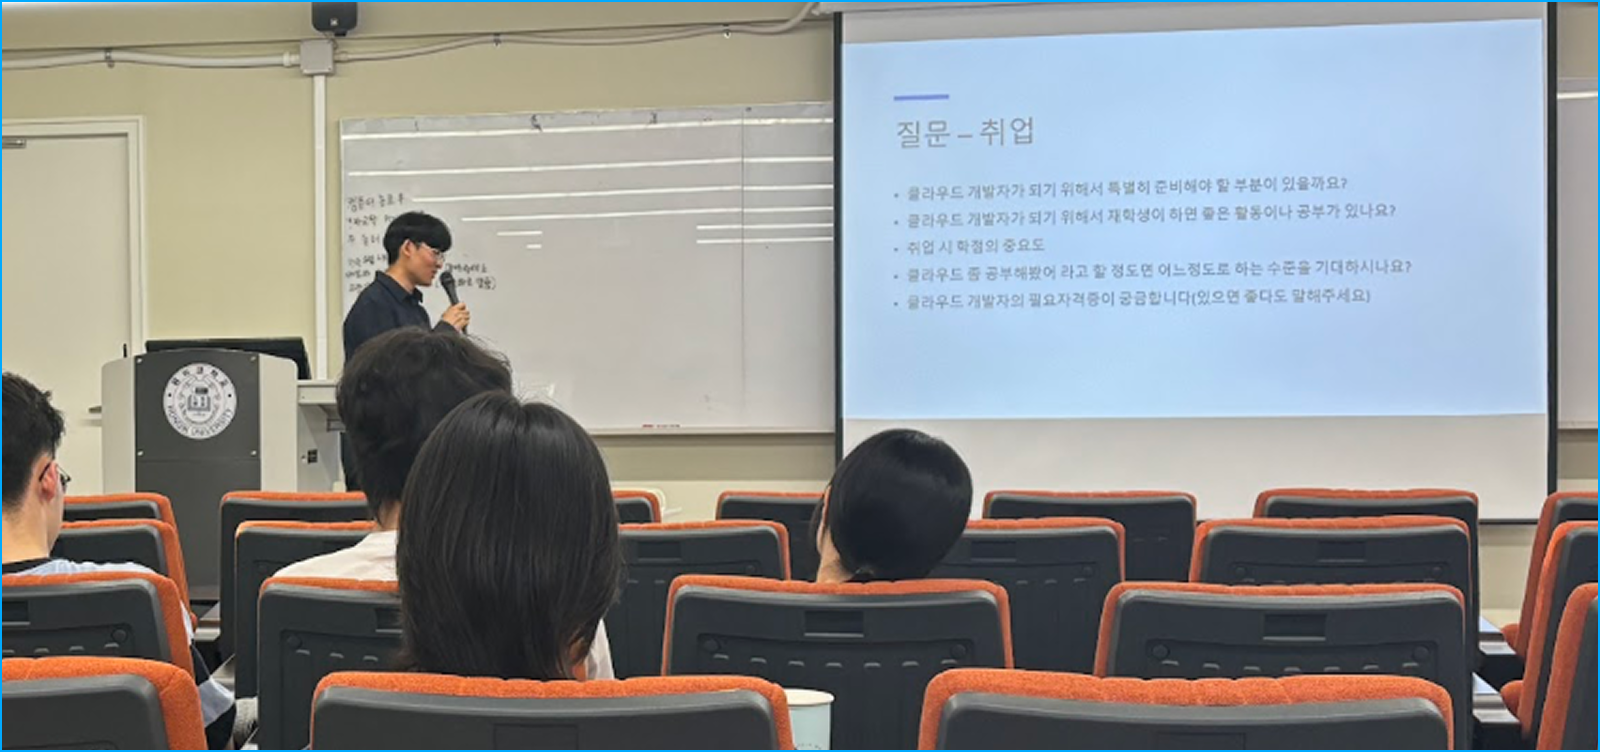 질문 – 취업
• 클라우드 개발자가 되기 위해서 특별히 준비해야 할 부분이 있을까요?
• 클라우드 개발자가 되기 위해서 재학생이 하면 좋은 활동이나 공부가 있나요?
• 취업 시 학점의 중요도
• 클라우드 좀 공부해봤어 라고 할 정도면 어느정도로 하는 수준을 기대하시나요?
• 클라우드 개발자의 필요자격증이 궁금합니다(있으면 좋다도 말해주세요)
HONGIK UNIVERSITY